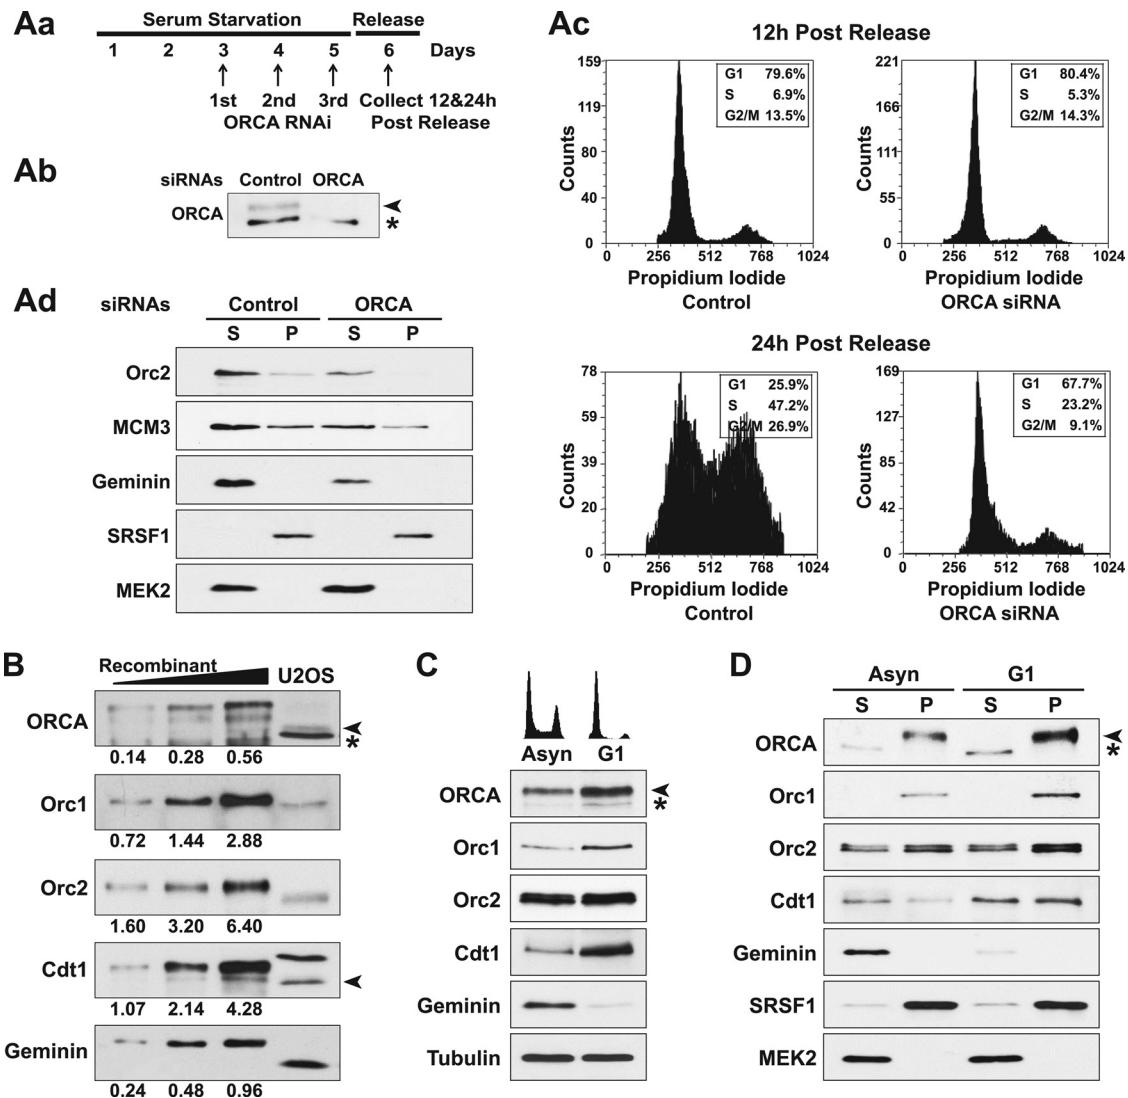 Aa
Serum Starvation Release
1 2 3 4 5 6 Days
1st 2nd 3rd Collect 12&24h
ORCA RNAi Post Release
Ab
siRNAs Control ORCA
ORCA
*
Ac
12h Post Release
159
119
80
40
0
Counts
G1 79.6%
S 6.9%
G2/M 13.5%
0 256 512 768 1024
Propidium Iodide
Control
221
166
111
55
0
Counts
G1 80.4%
S 5.3%
G2/M 14.3%
0 256 512 768 1024
Propidium Iodide
ORCA siRNA
24h Post Release
78
59
39
20
0
Counts
G1 25.9%
S 47.2%
G2/M 26.9%
0 256 512 768 1024
Propidium Iodide
Control
169
127
85
42
0
Counts
G1 67.7%
S 23.2%
G2/M 9.1%
0 256 512 768 1024
Propidium Iodide
ORCA siRNA
Ad
siRNAs Control ORCA
S P S P
Orc2
MCM3
Geminin
SRSF1
MEK2
B
Recombinant U2OS
ORCA
*
0.14 0.28 0.56
Orc1
0.72 1.44 2.88
Orc2
1.60 3.20 6.40
Cdt1
1.07 2.14 4.28
Geminin
0.24 0.48 0.96
C
Asyn G1
ORCA
*
Orc1
Orc2
Cdt1
Geminin
Tubulin
D
Asyn G1
S P S P
ORCA
*
Orc1
Orc2
Cdt1
Geminin
SRSF1
MEK2